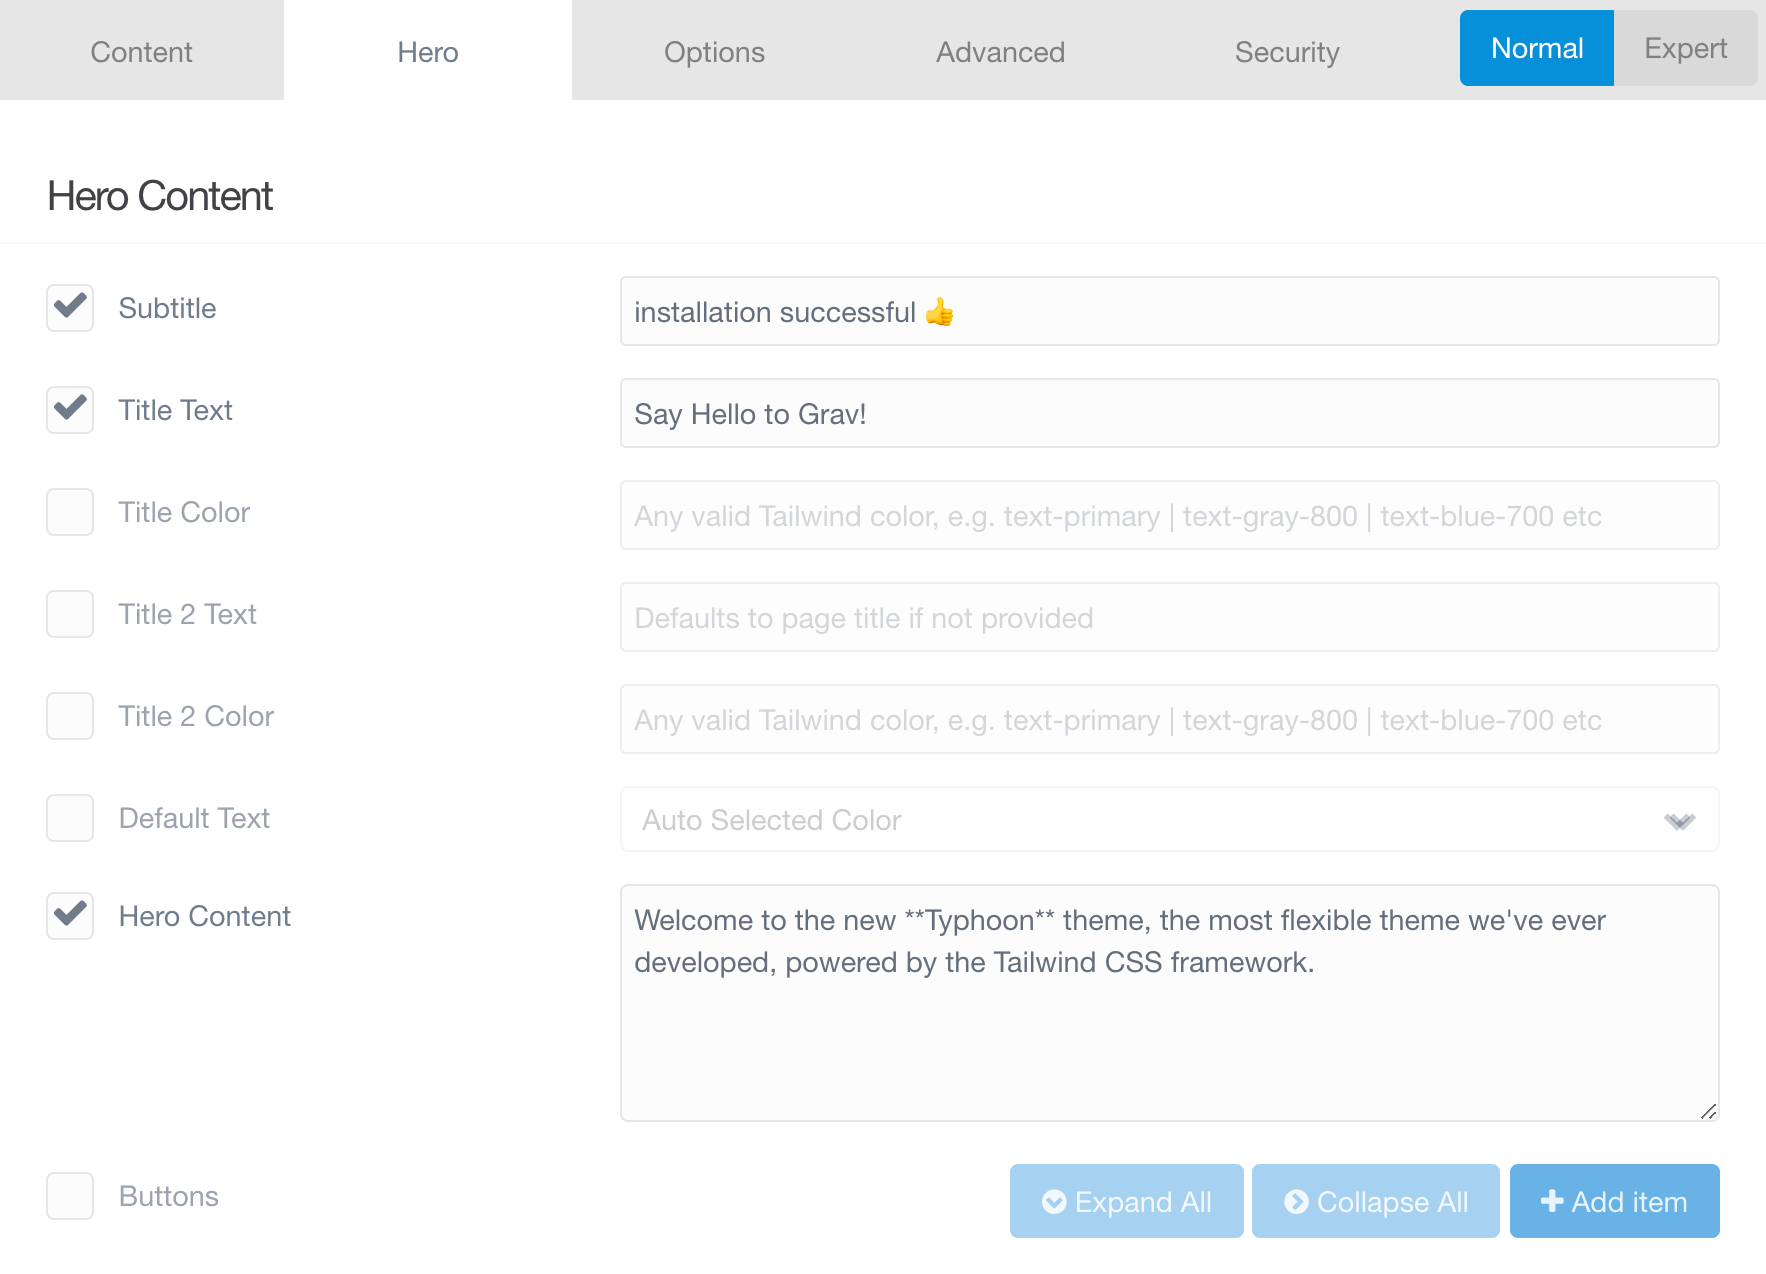 Content Hero Options Advanced Security Normal Expert
Hero Content
Subtitle installation successful 👍
Title Text Say Hello to Grav!
Title Color Any valid Tailwind color, e.g. text-primary | text-gray-800 | text-blue-700 etc
Title 2 Text Defaults to page title if not provided
Title 2 Color Any valid Tailwind color, e.g. text-primary | text-gray-800 | text-blue-700 etc
Default Text Auto Selected Color
Hero Content Welcome to the new **Typhoon** theme, the most flexible theme we've ever
developed, powered by the Tailwind CSS framework.
Buttons Expand All Collapse All Add item